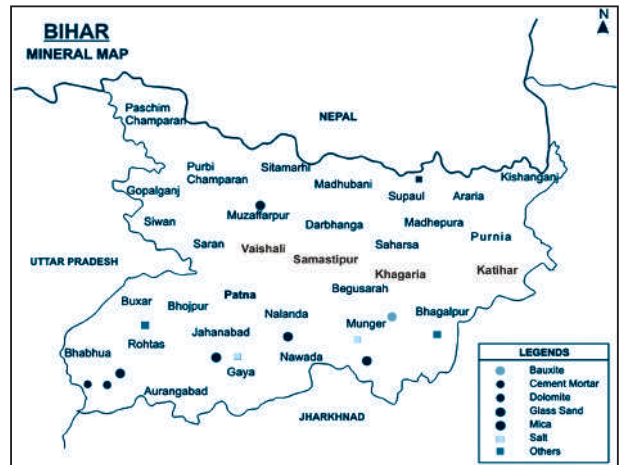 BIHAR
MINERAL MAP
N
Paschim
Champaran
NEPAL
Purbi
Champaran
Sitamarhi
Madhubani
Kishanganj
Gopalganj
Supaul
Araria
Siwan
Muzaffarpur
Darbhanga
Madhepura
Purnia
Saran
Vaishali
Saharsa
Samastipur
UTTAR PRADESH
Khagaria
Katihar
Begusarah
Buxar
Bhojpur
Patna
Nalanda
Munger
Bhagalpur
Jahanabad
Rohtas
Bhabhua
Nawada
Gaya
Aurangabad
JHARKHNAD
LEGENDS
Bauxite
Cement Mortar
Dolomite
Glass Sand
Mica
Salt
Others